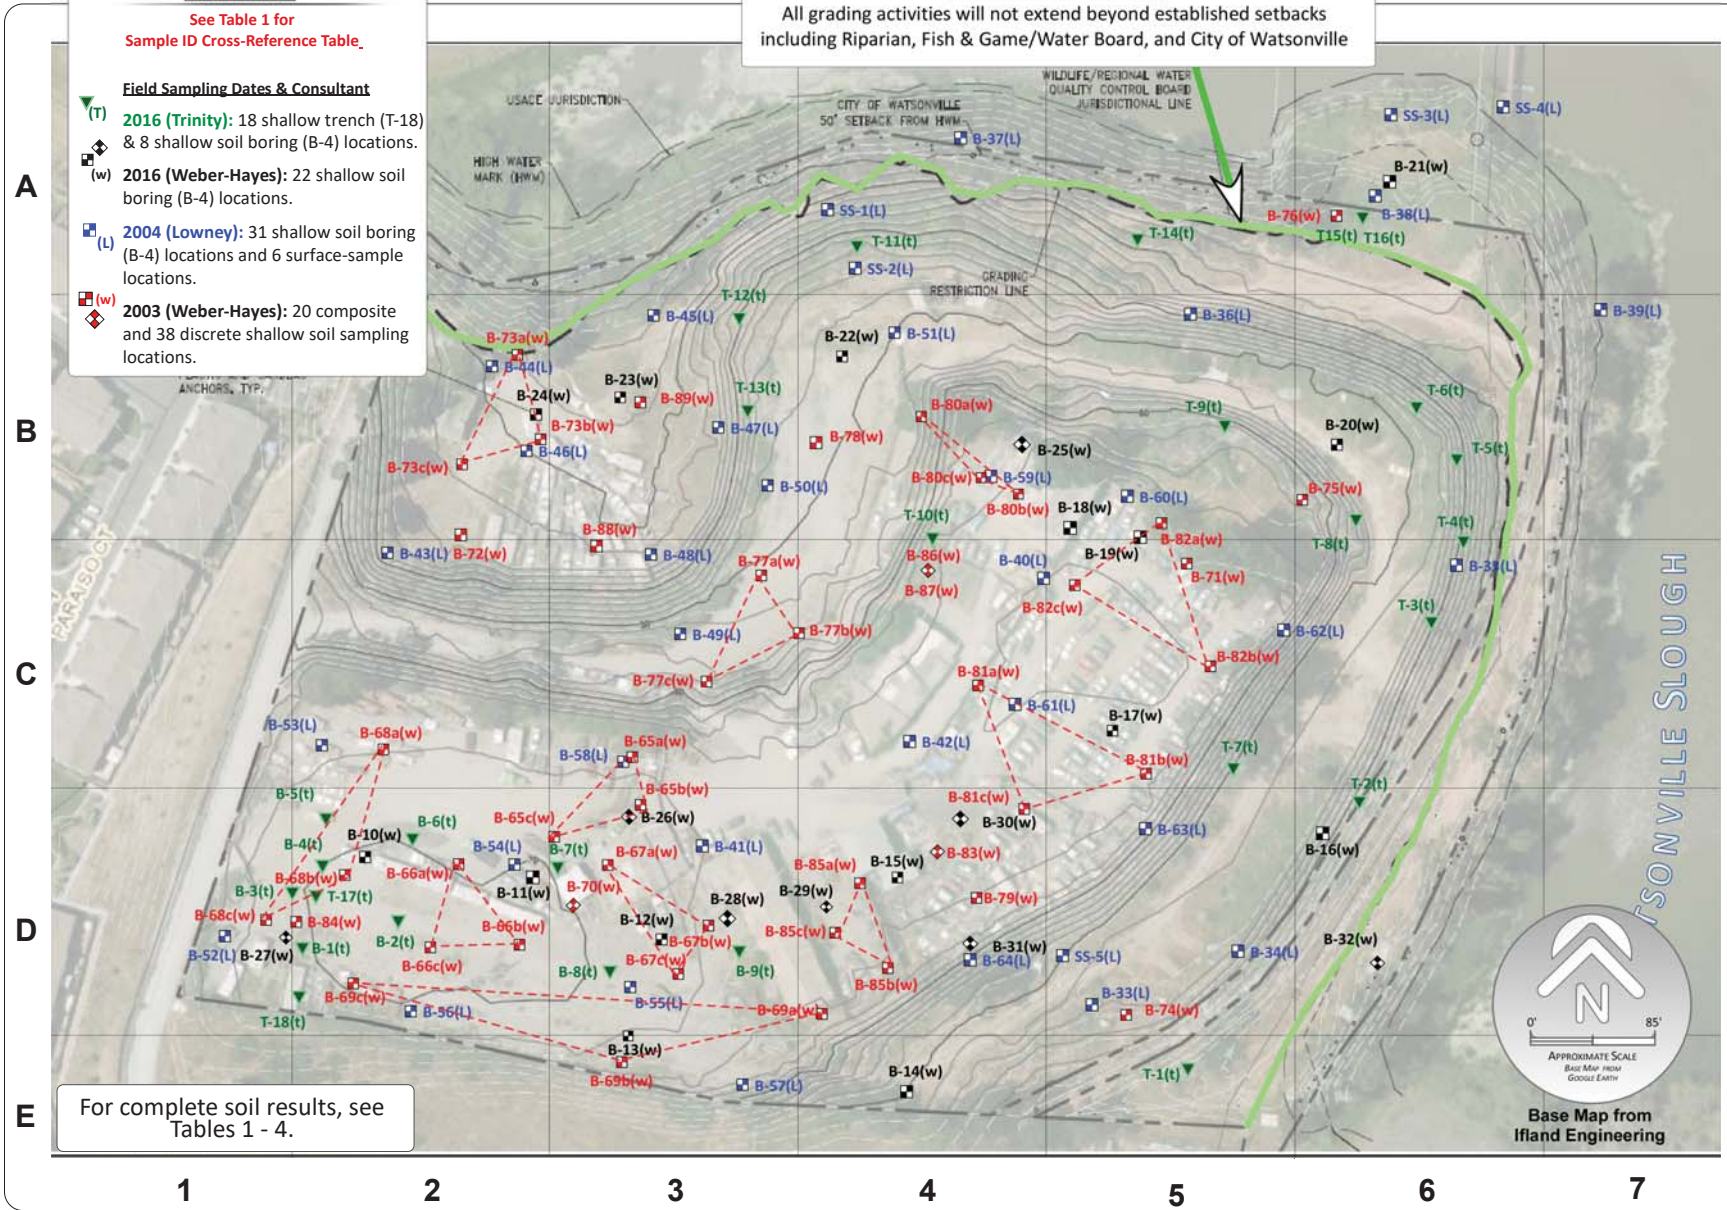 See Table 1 for
Sample ID Cross-Reference Table
Field Sampling Dates & Consultant
(T)
2016 (Trinity): 18 shallow trench (T-18)
& 8 shallow soil boring (B-4) locations.
(w)
2016 (Weber-Hayes): 22 shallow soil
boring (B-4) locations.
(L)
2004 (Lowney): 31 shallow soil boring
(B-4) locations and 6 surface-sample
locations.
(w)
2003 (Weber-Hayes): 20 composite
and 38 discrete shallow soil sampling
locations.
All grading activities will not extend beyond established setbacks
including Riparian, Fish & Game/Water Board, and City of Watsonville
USACE JURISDICTION
HIGH WATER
MARK (HWM)
CITY OF WATSONVILLE
50' SETBACK FROM HWM
WILDLIFE/REGIONAL WATER
QUALITY CONTROL BOARD
JURISDICTIONAL LINE
GRADING
RESTRICTION LINE
ANCHORS, TYP.
A
B-37(L)
SS-3(L)
SS-4(L)
B-21(w)
SS-1(L)
B-76(w)
B-38(L)
T-11(t)
T-14(t)
T15(t)
T16(t)
SS-2(L)
T-12(t)
B
B-45(L)
B-36(L)
B-39(L)
B-73a(w)
B-22(w)
B-51(L)
B-44(L)
B-23(w)
B-24(w)
B-89(w)
T-13(t)
B-80a(w)
T-9(t)
T-6(t)
B-73b(w)
B-47(L)
B-78(w)
B-20(w)
B-46(L)
B-25(w)
T-5(t)
B-73c(w)
B-80c(w)
B-59(L)
B-50(L)
B-80b(w)
B-60(L)
B-75(w)
B-18(w)
T-10(t)
T-4(t)
B-88(w)
B-72(w)
B-82a(w)
T-8(t)
B-19(w)
PARAISO CT
C
B-43(L)
B-48(L)
B-77a(w)
B-86(w)
B-87(w)
B-40(L)
B-71(w)
B-82c(w)
T-3(t)
B-49(L)
B-77b(w)
B-62(L)
B-82b(w)
B-77c(w)
B-81a(w)
B-61(L)
B-17(w)
B-53(L)
B-68a(w)
B-65a(w)
B-58(L)
B-42(L)
T-7(t)
B-81b(w)
T-2(t)
D
B-5(t)
B-65b(w)
B-81c(w)
B-65c(w)
B-26(w)
B-30(w)
B-6(t)
B-10(w)
B-4(t)
B-54(L)
B-7(t)
B-67a(w)
B-41(L)
B-83(w)
B-63(L)
B-16(w)
B-85a(w)
B-15(w)
B-68b(w)
B-66a(w)
B-11(w)
B-70(w)
B-29(w)
B-79(w)
B-3(t)
T-17(t)
B-28(w)
B-68c(w)
B-84(w)
B-12(w)
B-66b(w)
B-85c(w)
B-2(t)
B-67b(w)
B-32(w)
B-52(L)
B-27(w)
B-1(t)
B-66c(w)
B-67c(w)
B-31(w)
B-64(L)
SS-5(L)
B-34(L)
B-8(t)
B-9(t)
B-85b(w)
B-69c(w)
B-55(L)
B-33(L)
B-56(L)
B-69a(w)
B-74(w)
T-18(t)
E
B-13(w)
B-69b(w)
B-57(L)
B-14(w)
T-1(t)
For complete soil results, see
Tables 1 - 4.
N
0'
85'
APPROXIMATE SCALE
BASE MAP FROM
GOOGLE EARTH
Base Map from
Ifland Engineering
1
2
3
4
5
6
7